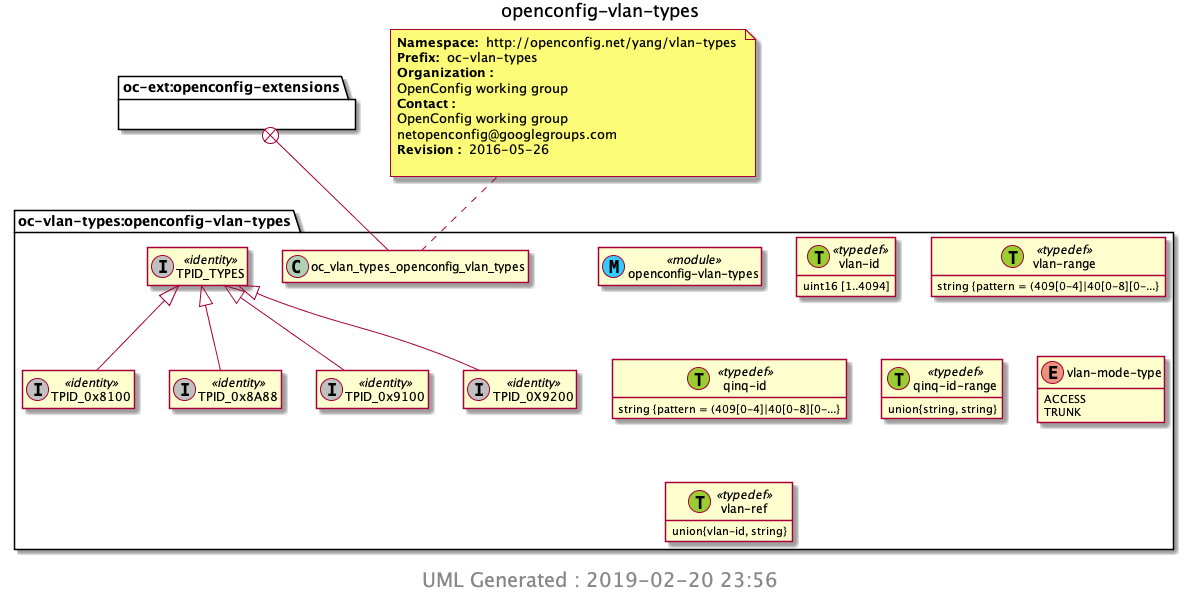 openconfig-vlan-types
Namespace: http://openconfig.net/yang/vlan-types
Prefix: oc-vlan-types
Organization :
OpenConfig working group
Contact :
OpenConfig working group
netopenconfig@googlegroups.com
Revision : 2016-05-26
oc-ext:openconfig-extensions
oc-vlan-types:openconfig-vlan-types
I «identity»
TPID_TYPES
C oc_vlan_types_openconfig_vlan_types
M «module»
openconfig-vlan-types
T «typedef»
vlan-id
uint16 [1..4094]
T «typedef»
vlan-range
string {pattern = (409[0-4]|40[0-8][0-...}
I «identity»
TPID_0x8100
I «identity»
TPID_0x8A88
I «identity»
TPID_0x9100
I «identity»
TPID_0X9200
T «typedef»
qinq-id
string {pattern = (409[0-4]|40[0-8][0-...}
T «typedef»
qinq-id-range
union{string, string}
E vlan-mode-type
ACCESS
TRUNK
T «typedef»
vlan-ref
union{vlan-id, string}
UML Generated : 2019-02-20 23:56